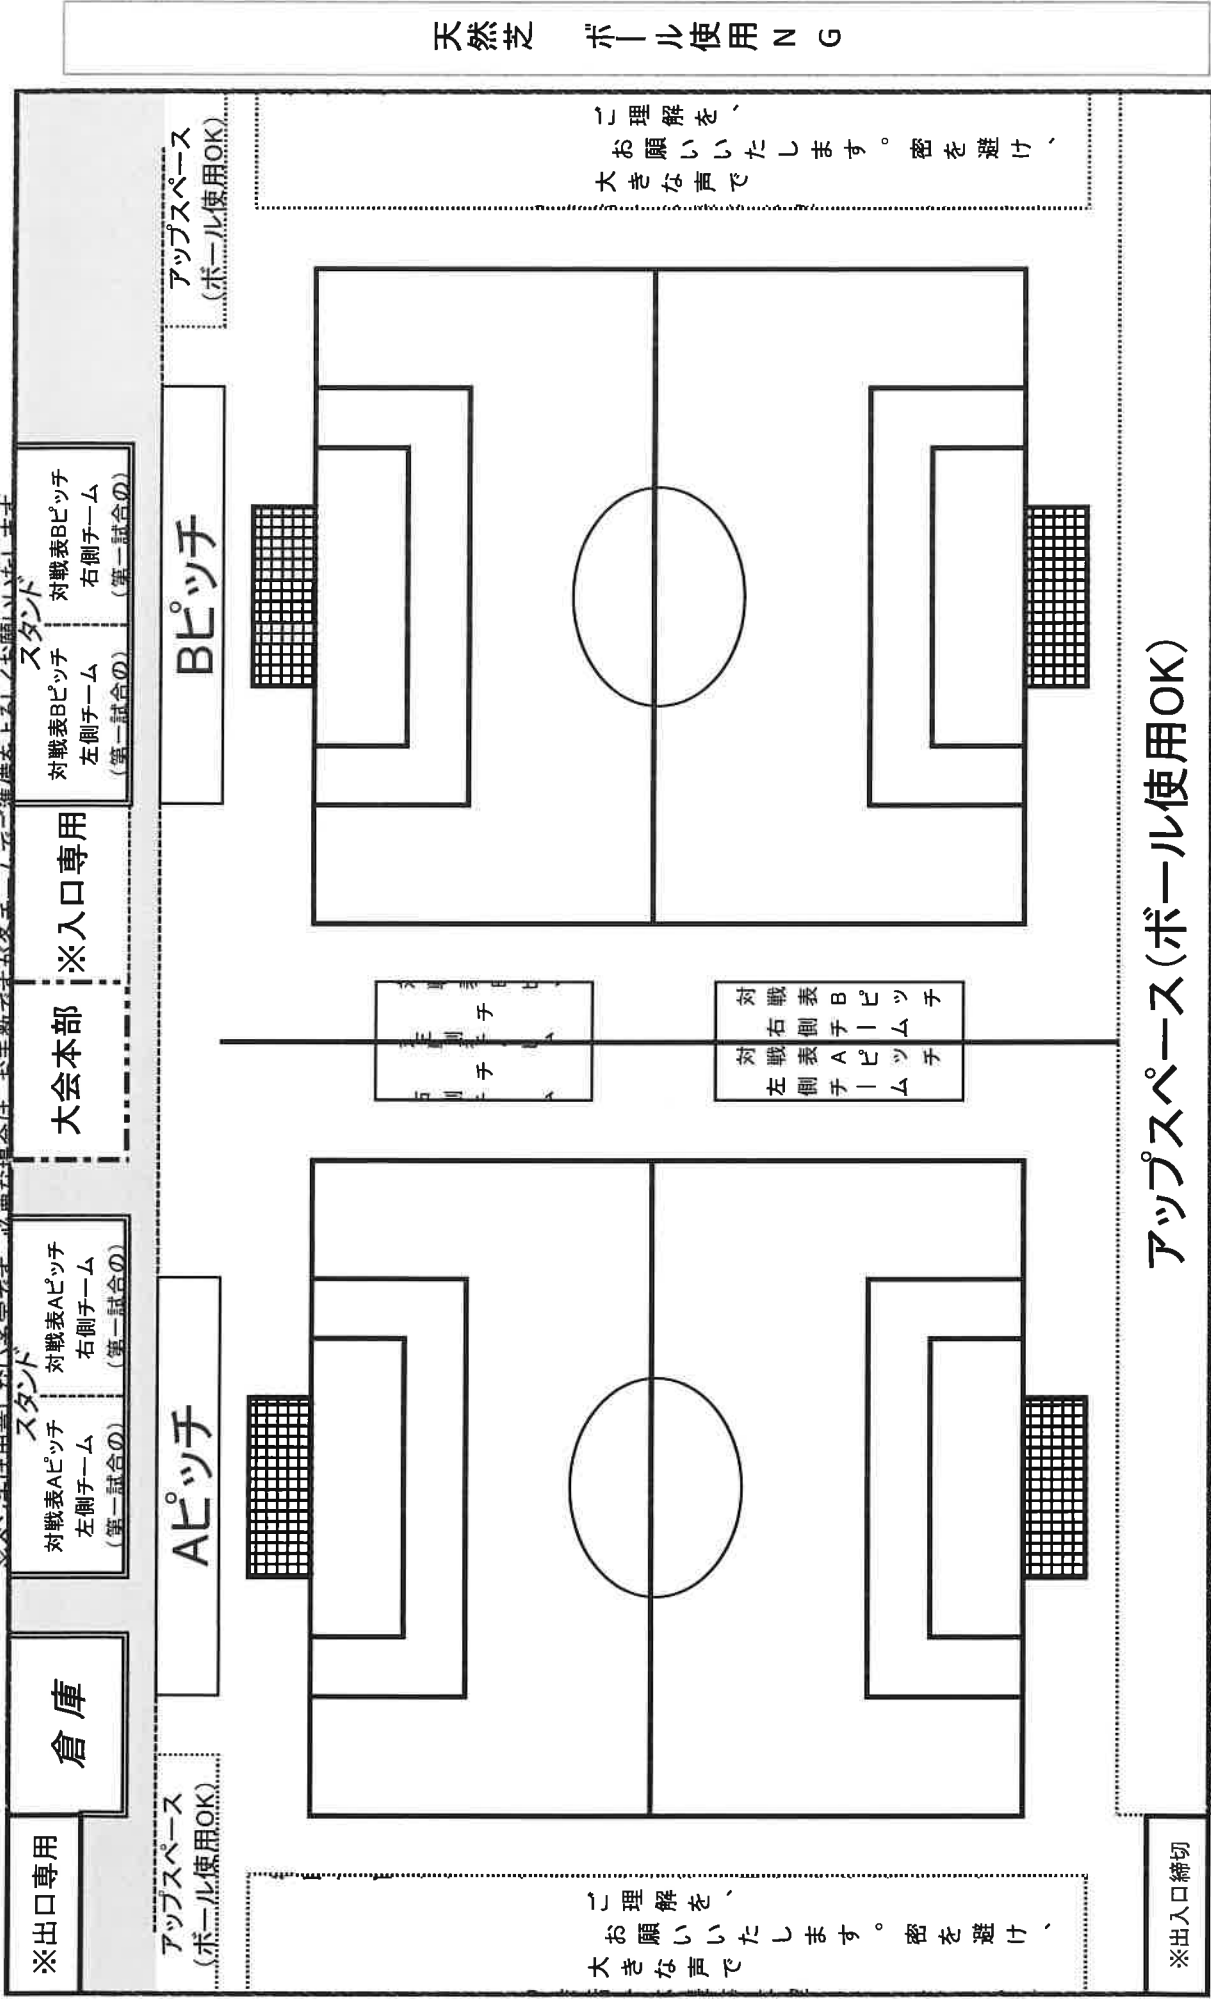 天然芝　ボール使用ＮＧ
※出口専用
倉庫
スタンド
対戦表Aピッチ
左側チーム
(第一試合の)
対戦表Aピッチ
右側チーム
(第一試合の)
大会本部
※入口専用
スタンド
対戦表Bピッチ
左側チーム
(第一試合の)
対戦表Bピッチ
右側チーム
(第一試合の)
アップスペース
(ボール使用OK)
Aピッチ
Bピッチ
アップスペース
(ボール使用OK)
ご理解を、
お願いいたします。密を避け、
大きな声で
対戦表Bピッチ
右側チーム
対戦表Aピッチ
左側チーム
ご理解を、
お願いいたします。密を避け、
大きな声で
※出入口締切
アップスペース(ボール使用OK)